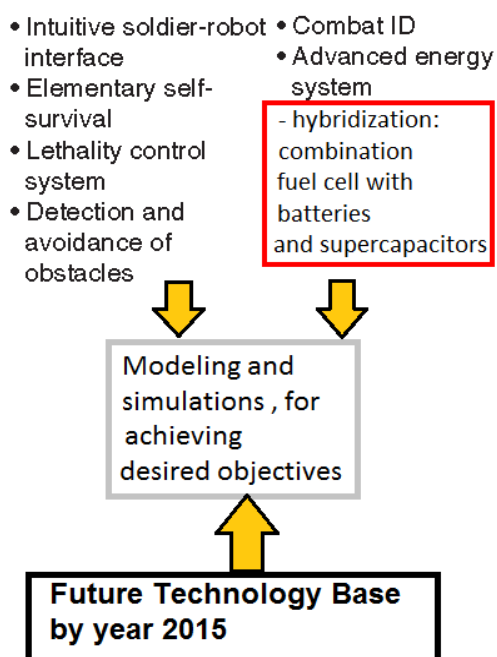 • Intuitive soldier-robot
interface
• Elementary self-
survival
• Lethality control
system
• Detection and
avoidance of
obstacles
• Combat ID
• Advanced energy
system
- hybridization:
combination
fuel cell with
batteries
and supercapacitors
Modeling and
simulations , for
achieving
desired objectives
Future Technology Base
by year 2015